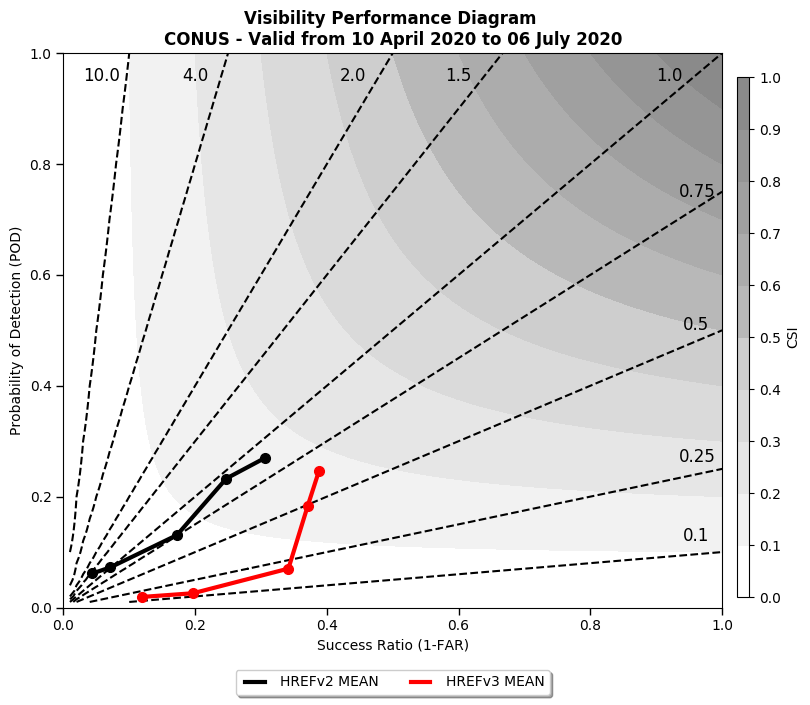 Visibility Performance Diagram
CONUS - Valid from 10 April 2020 to 06 July 2020
10.0 4.0 2.0 1.5 1.0
0.75
0.5
0.25
0.1
Probability of Detection (POD)
1.0
0.8
0.6
0.4
0.2
0.0
0.0 0.2 0.4 0.6 0.8 1.0
Success Ratio (1-FAR)
1.0
0.9
0.8
0.7
0.6
0.5
0.4
0.3
0.2
0.1
0.0
CSI
HREFv2 MEAN HREFv3 MEAN